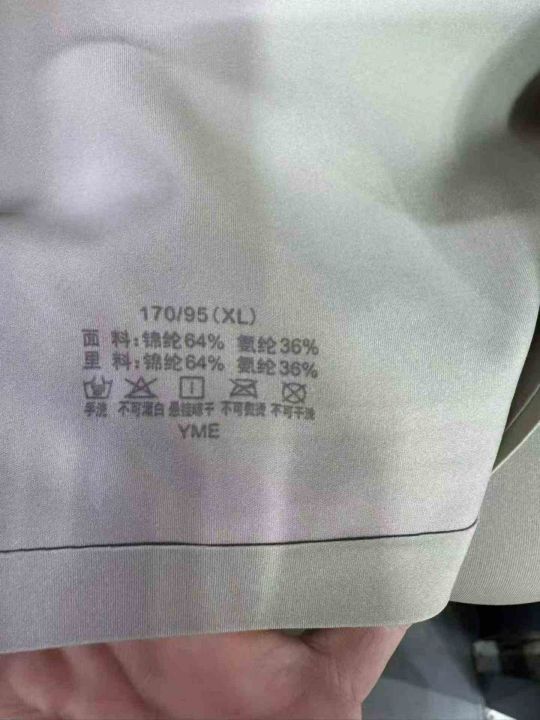 170/95(XL)
面 料:锦纶64% 氨纶36%
里 料:锦纶64% 氨纶36%
手洗 不可漂白 悬挂晾干 不可熨烫 不可干洗
YME